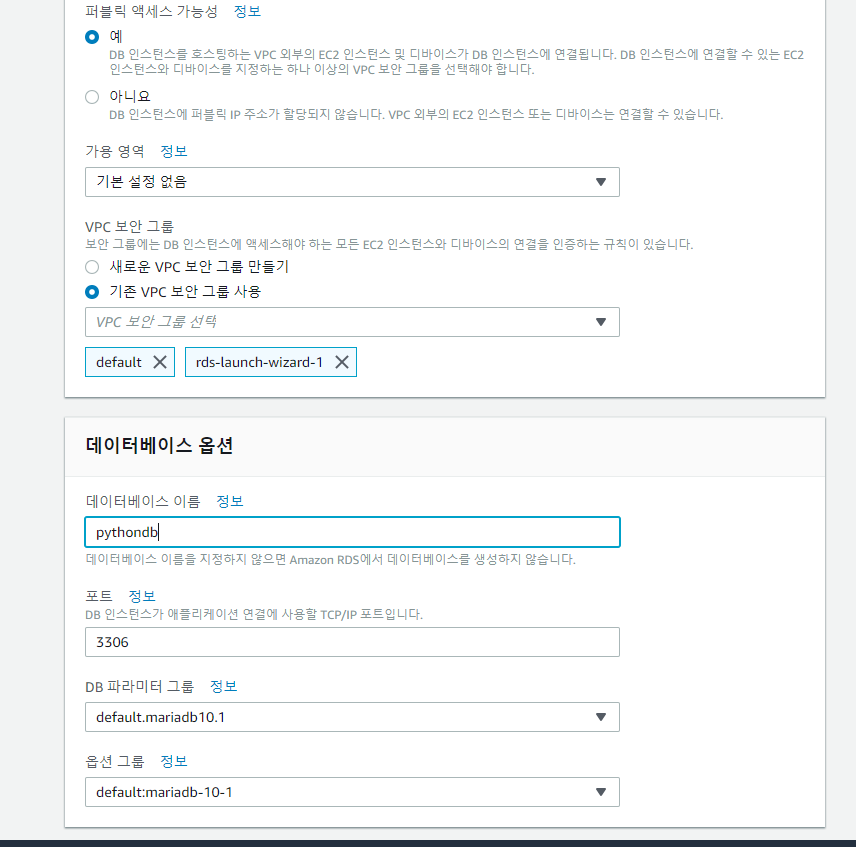 퍼블릭 액세스 가능성 정보
예
DB 인스턴스를 호스팅하는 VPC 외부의 EC2 인스턴스 및 디바이스가 DB 인스턴스에 연결됩니다. DB 인스턴스에 연결할 수 있는 EC2
인스턴스와 디바이스를 지정하는 하나 이상의 VPC 보안 그룹을 선택해야 합니다.
아니요
DB 인스턴스에 퍼블릭 IP 주소가 할당되지 않습니다. VPC 외부의 EC2 인스턴스 또는 디바이스는 연결할 수 있습니다.
가용 영역 정보
기본 설정 없음
VPC 보안 그룹
보안 그룹에는 DB 인스턴스에 액세스해야 하는 모든 EC2 인스턴스와 디바이스의 연결을 인증하는 규칙이 있습니다.
새로운 VPC 보안 그룹 만들기
기존 VPC 보안 그룹 사용
VPC 보안 그룹 선택
default rds-launch-wizard-1
데이터베이스 옵션
데이터베이스 이름 정보
pythondb
데이터베이스 이름을 지정하지 않으면 Amazon RDS에서 데이터베이스를 생성하지 않습니다.
포트 정보
DB 인스턴스가 애플리케이션 연결에 사용할 TCP/IP 포트입니다.
3306
DB 파라미터 그룹 정보
default.mariadb10.1
옵션 그룹 정보
default:mariadb-10-1